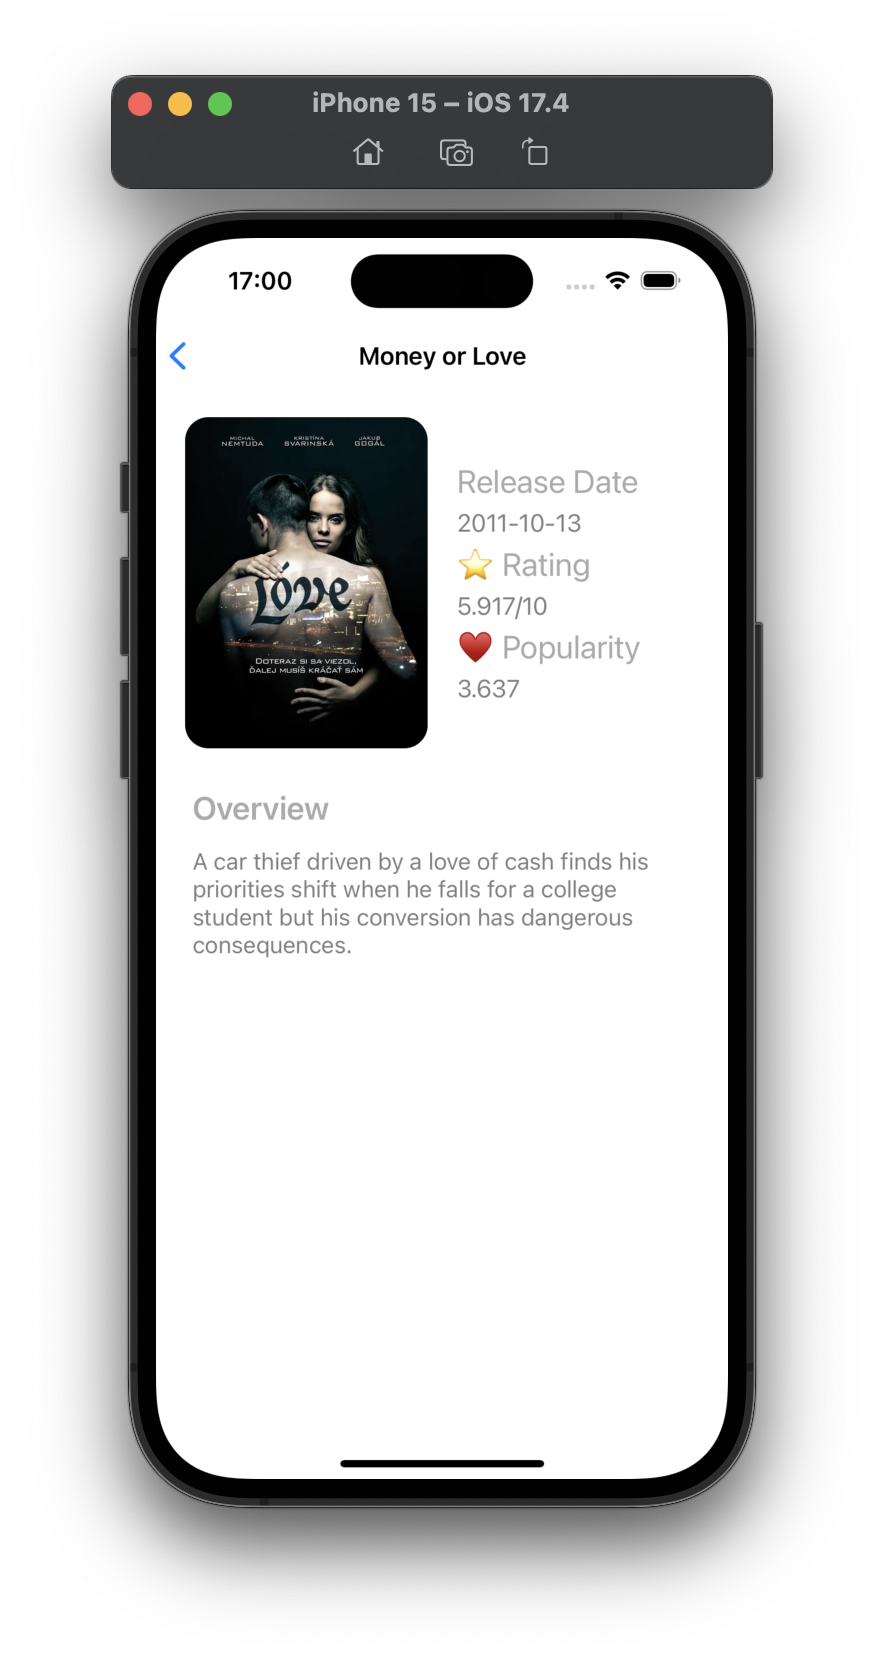 iPhone 15 – iOS 17.4
17:00
Money or Love
MICHAL
NEMTUDA
KRISTÍNA
SVARINSKÁ
JAKUB
GOGÁL
Lóve
DOTERAZ SI SA VIEZOL,
ĎALEJ MUSÍŠ KRÁČAŤ SÁM
Release Date
2011-10-13
⭐ Rating
5.917/10
♥️ Popularity
3.637
Overview
A car thief driven by a love of cash finds his
priorities shift when he falls for a college
student but his conversion has dangerous
consequences.